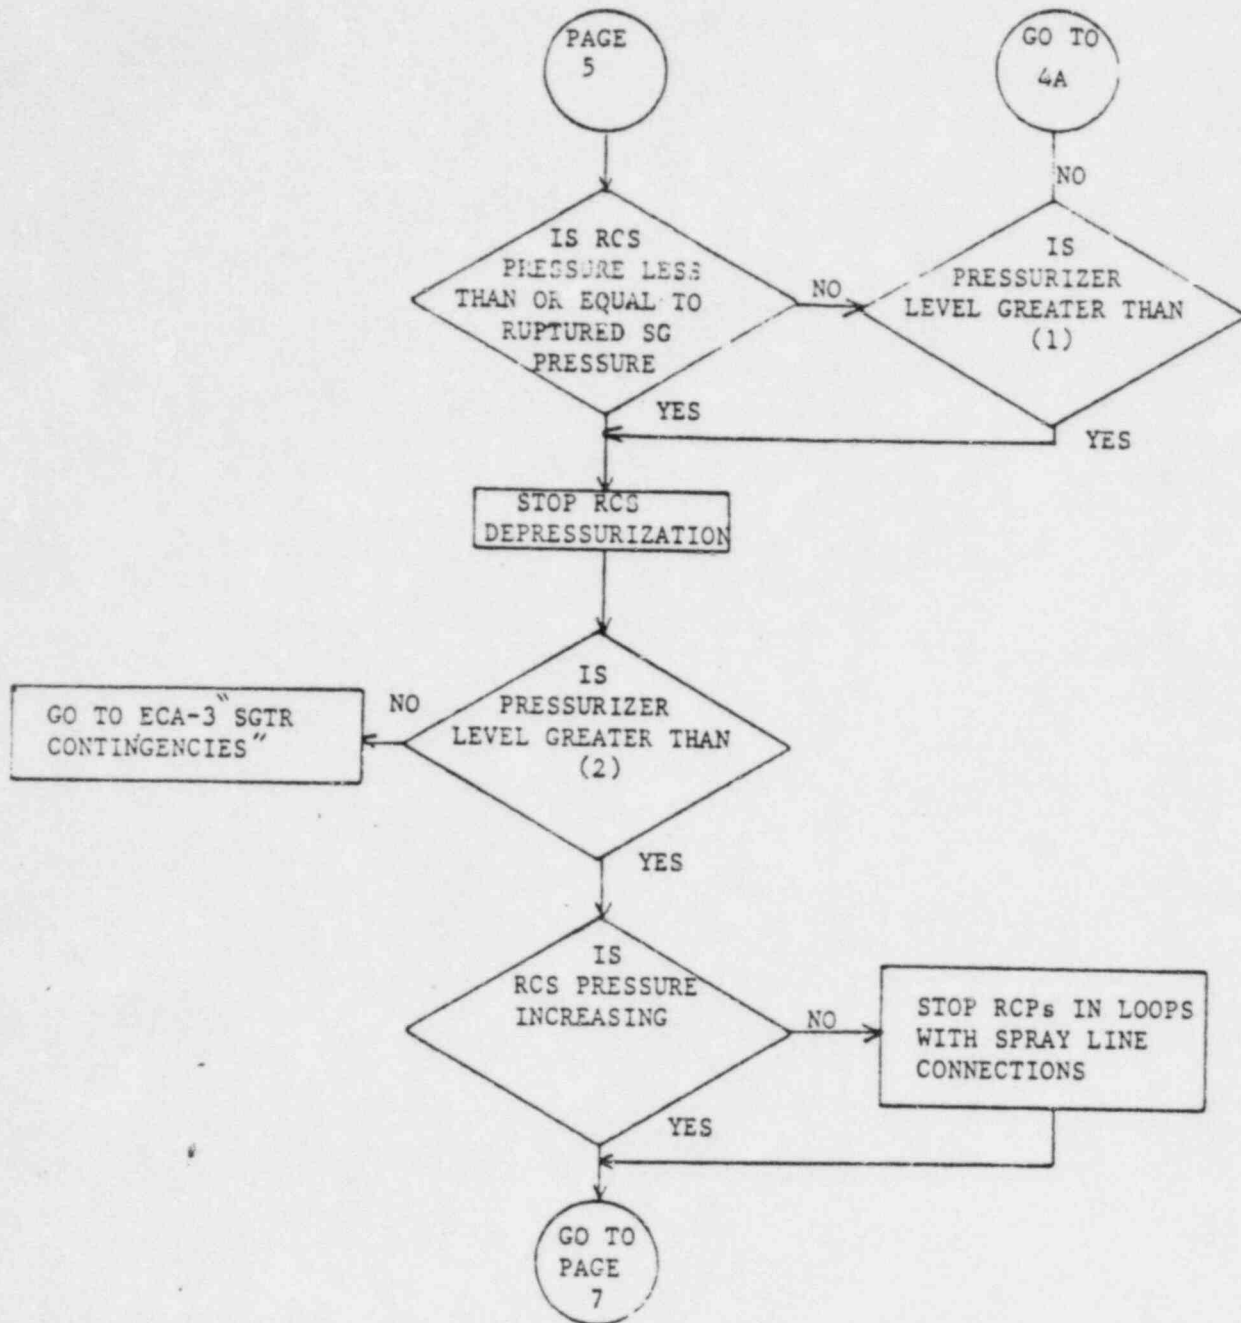 PAGE
5
GO TO
4A
NO
IS RCS
PRESSURE LESS
THAN OR EQUAL TO
RUPTURED SG
PRESSURE
NO
IS
PRESSURIZER
LEVEL GREATER THAN
(1)
YES
YES
STOP RCS
DEPRESSURIZATION
IS
PRESSURIZER
LEVEL GREATER THAN
(2)
NO
GO TO ECA-3 "SGTR
CONTINGENCIES"
YES
IS
RCS PRESSURE
INCREASING
NO
STOP RCPs IN LOOPS
WITH SPRAY LINE
CONNECTIONS
YES
GO TO
PAGE
7